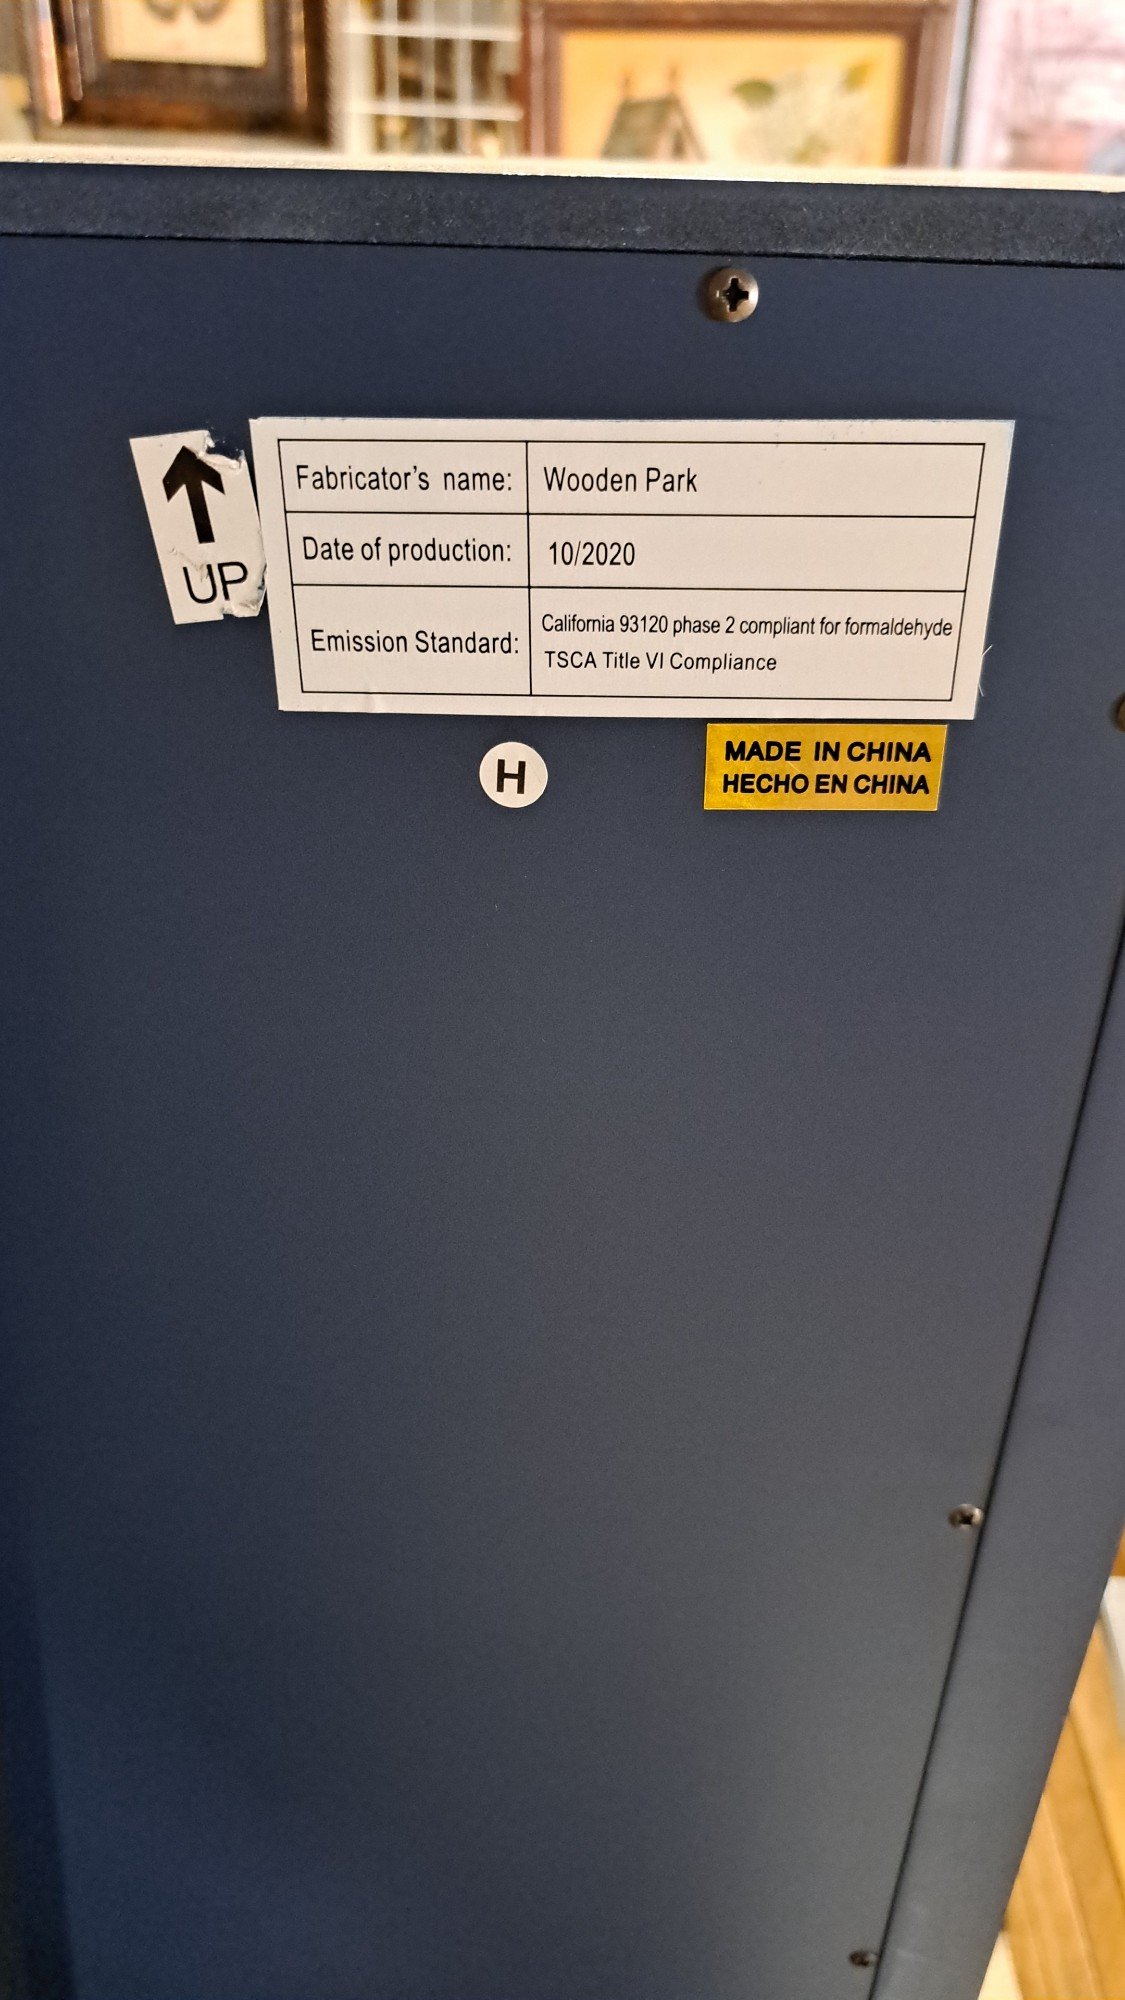 UP
Fabricator's name: Wooden Park
Date of production: 10/2020
Emission Standard: California 93120 phase 2 compliant for formaldehyde
TSCA Title VI Compliance
H
MADE IN CHINA
HECHO EN CHINA